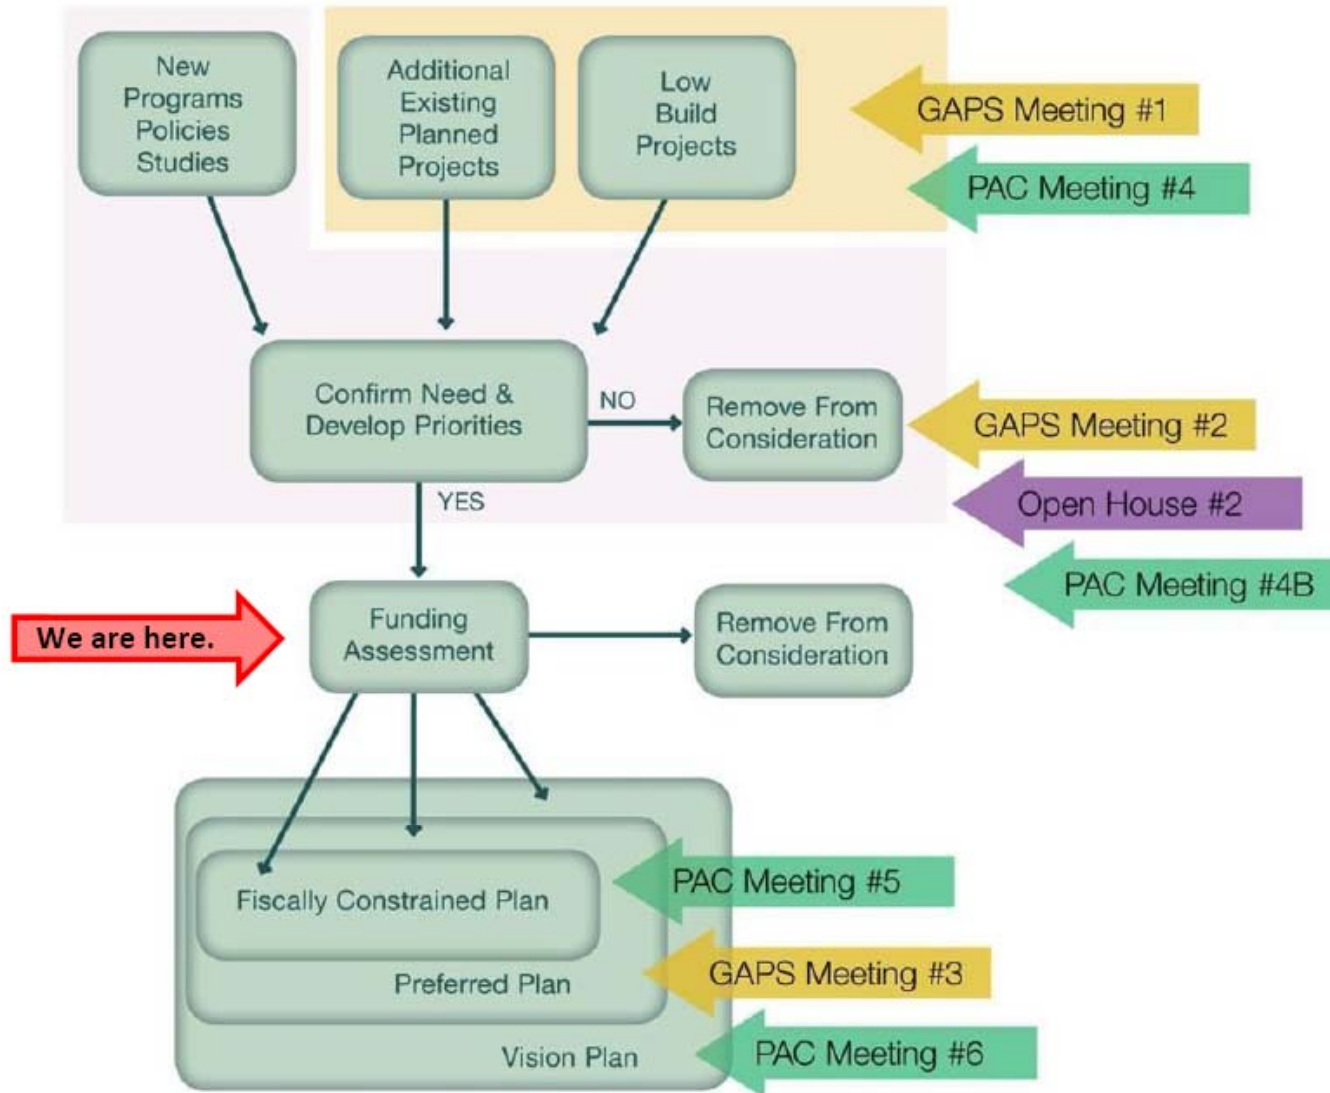 New
Programs
Policies
Studies
Additional
Existing
Planned
Projects
Low
Build
Projects
GAPS Meeting #1
PAC Meeting #4
Confirm Need &
Develop Priorities
NO
Remove From
Consideration
GAPS Meeting #2
YES
Open House #2
PAC Meeting #4B
We are here.
Funding
Assessment
Remove From
Consideration
Fiscally Constrained Plan
PAC Meeting #5
Preferred Plan
GAPS Meeting #3
Vision Plan
PAC Meeting #6